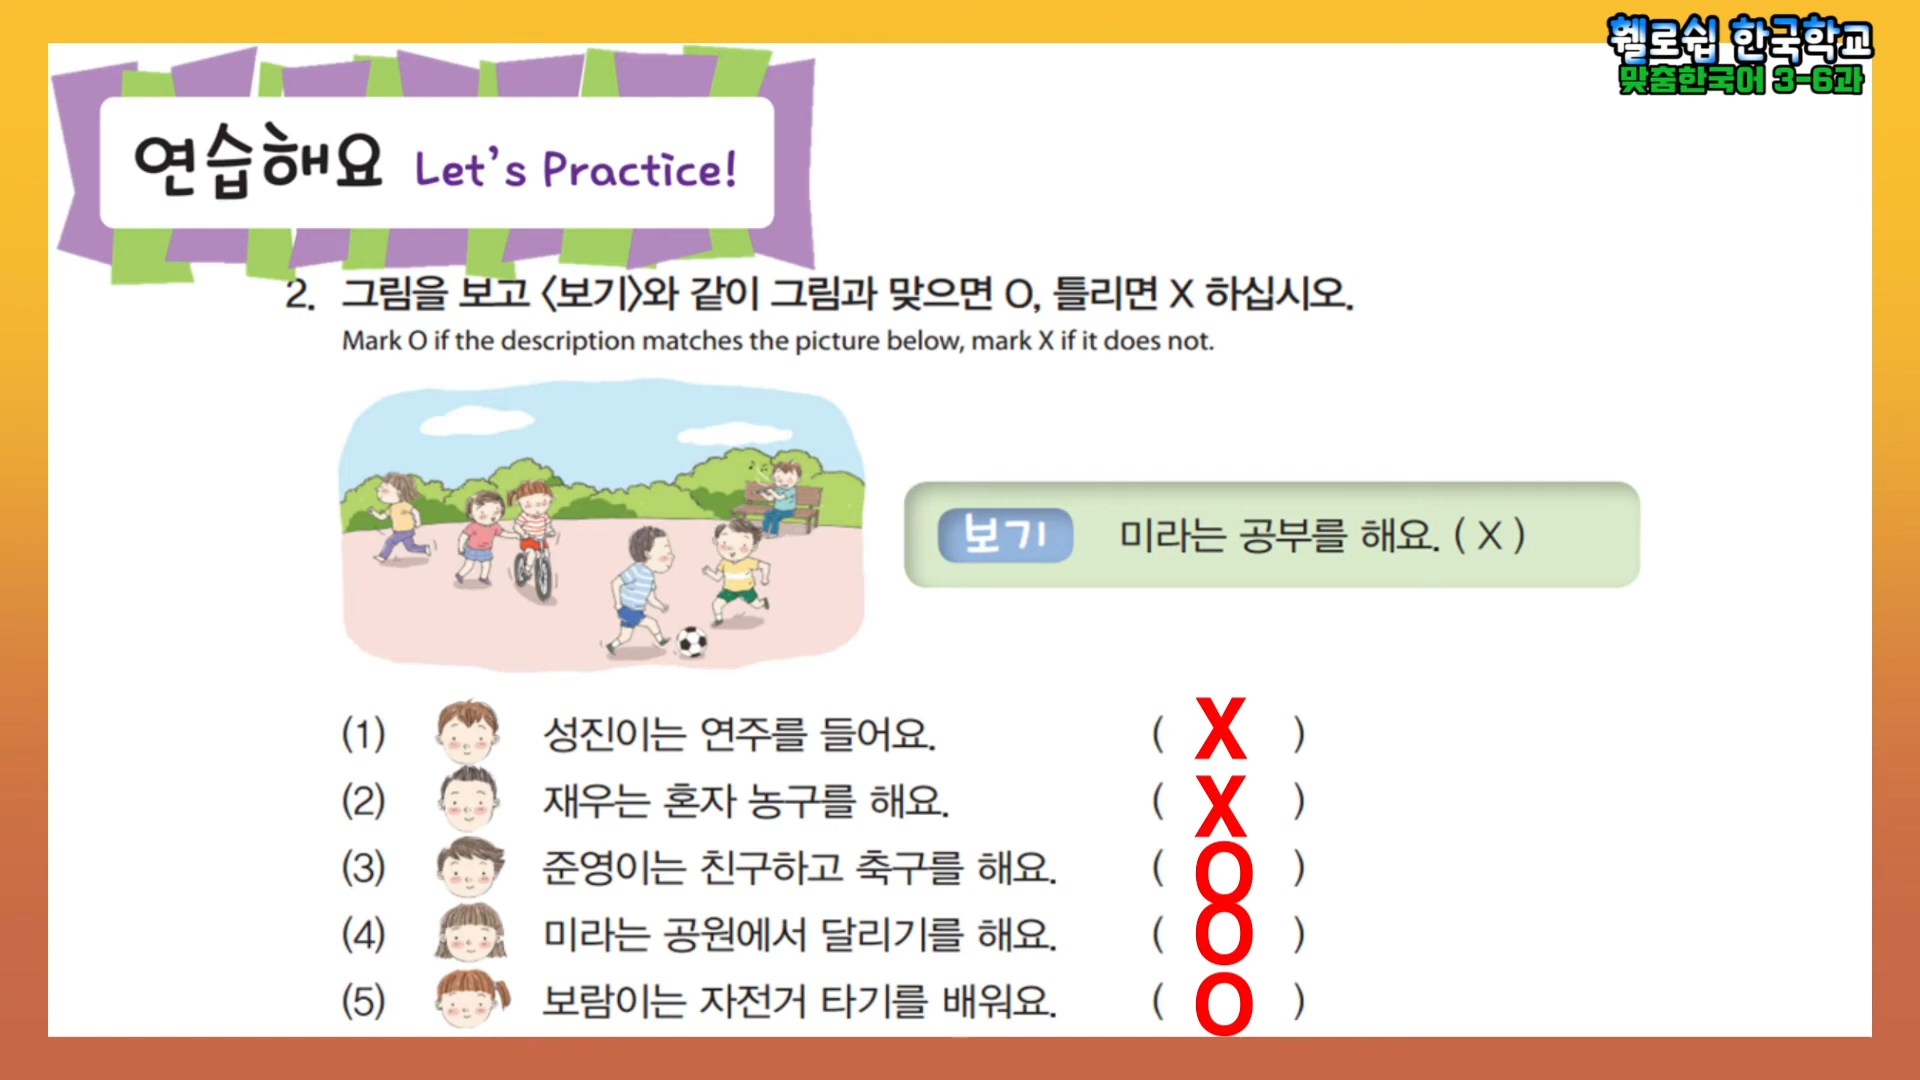 웰로쉽 한국학교
맞춤한국어 3-6과
연습해요 Let's Practice!
2. 그림을 보고 〈보기〉와 같이 그림과 맞으면 O, 틀리면 X 하십시오.
Mark O if the description matches the picture below, mark X if it does not.
보기 미라는 공부를 해요. ( X )
(1) 성진이는 연주를 들어요. ( X )
(2) 재우는 혼자 농구를 해요. ( X )
(3) 준영이는 친구하고 축구를 해요. ( O )
(4) 미라는 공원에서 달리기를 해요. ( O )
(5) 보람이는 자전거 타기를 배워요. ( O )